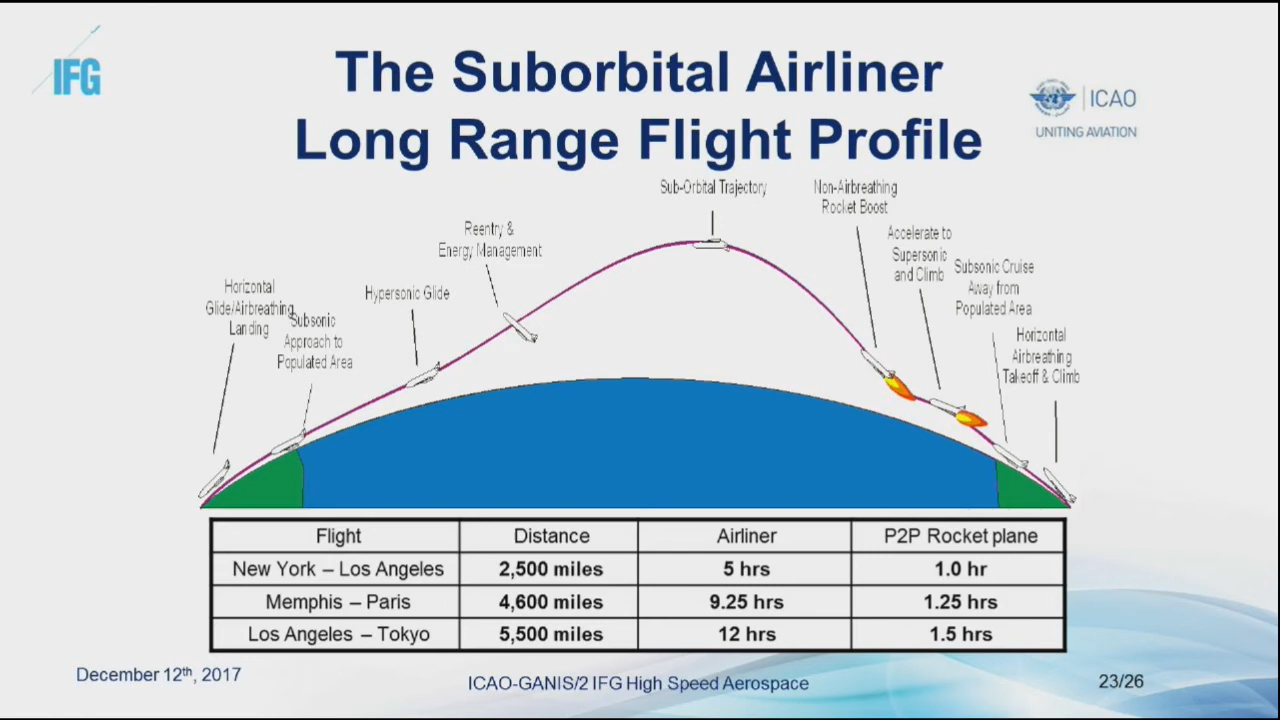 IFG
The Suborbital Airliner
Long Range Flight Profile
ICAO
UNITING AVIATION
Sub-Orbital Trajectory
Non-Airbreathing
Rocket Boost
Reentry &
Energy Management
Accelerate to
Supersonic
and Climb
Subsonic Cruise
Away from
Populated Area
Horizontal
Glide/Airbreathing
Landing
Hypersonic Glide
Subsonic
Approach to
Populated Area
Horizontal
Airbreathing
Takeoff & Climb
Flight Distance Airliner P2P Rocket plane
New York – Los Angeles 2,500 miles 5 hrs 1.0 hr
Memphis – Paris 4,600 miles 9.25 hrs 1.25 hrs
Los Angeles – Tokyo 5,500 miles 12 hrs 1.5 hrs
December 12th, 2017
ICAO-GANIS/2 IFG High Speed Aerospace
23/26